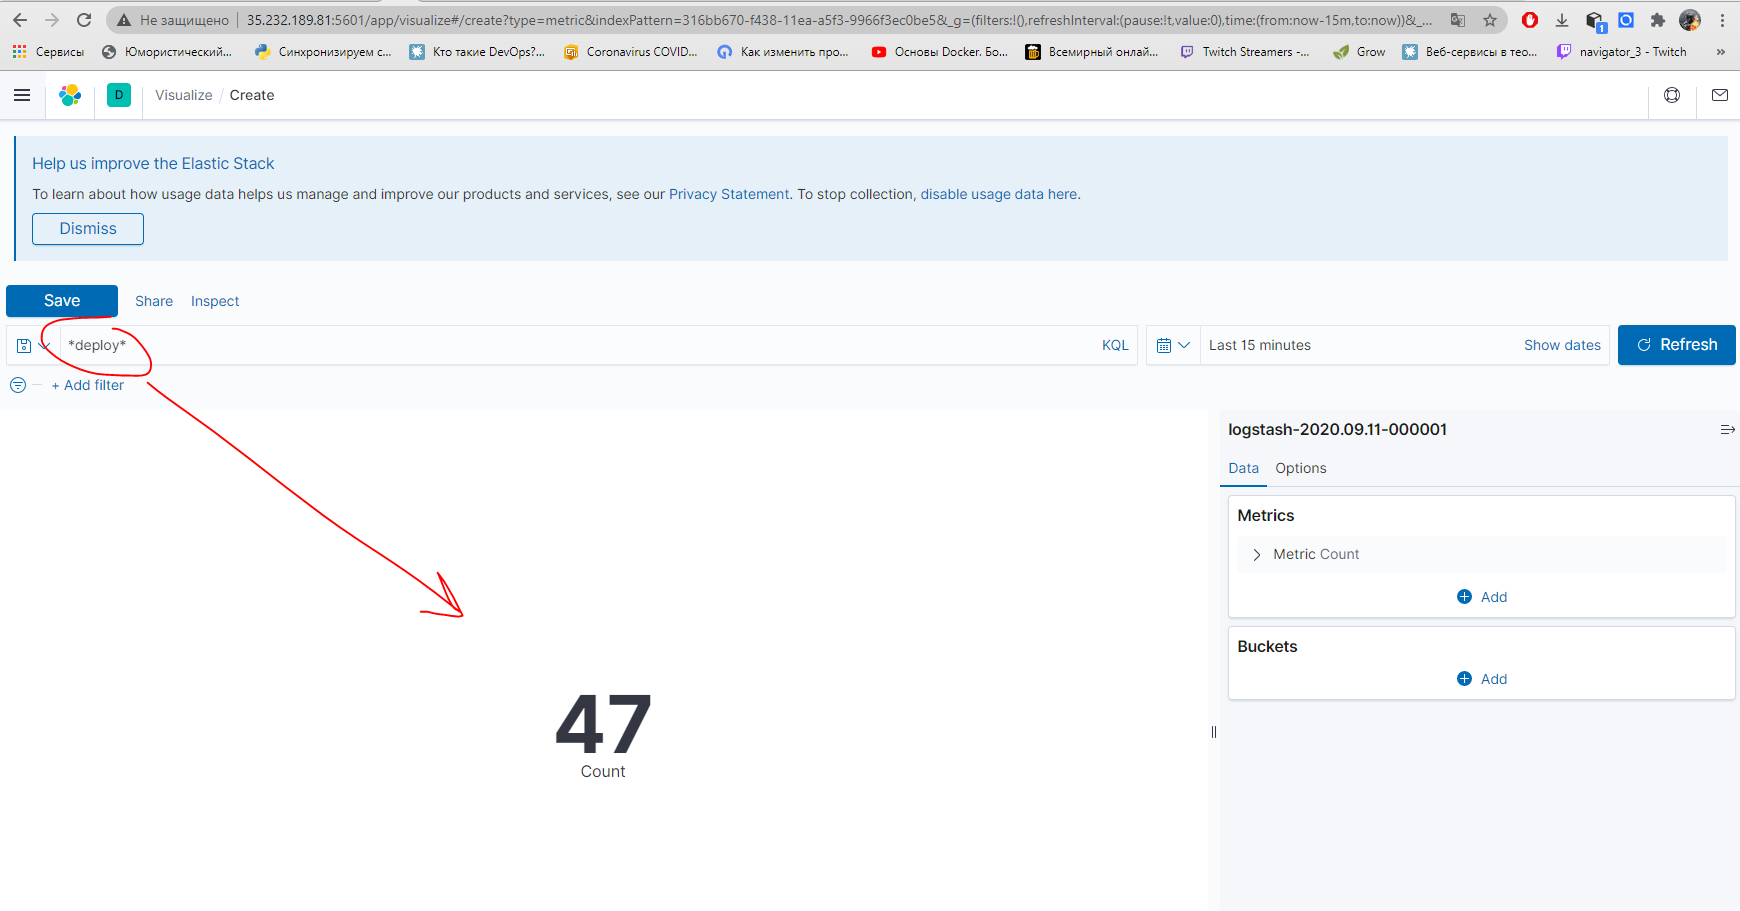 Не защищено 35.232.189.81:5601/app/visualize#/create?type=metric&indexPattern=316bb670-f438-11ea-a5f3-9966f3ec0be5&_g=(filters:!(),refreshInterval:(pause:!t,value:0),time:(from:now-15m,to:now))&_... 1
Сервисы Юмористический... Синхронизируем с... Кто такие DevOps?... Coronavirus COVID... Как изменить про... Основы Docker. Бо... Всемирный онлай... Twitch Streamers -... Grow Веб-сервисы в тео... navigator_3 - Twitch »
D Visualize / Create
Help us improve the Elastic Stack
To learn about how usage data helps us manage and improve our products and services, see our Privacy Statement. To stop collection, disable usage data here.
Dismiss
Save Share Inspect
*deploy* KQL Last 15 minutes Show dates Refresh
+ Add filter
logstash-2020.09.11-000001
Data Options
Metrics
Metric Count
Add
Buckets
Add
47
Count